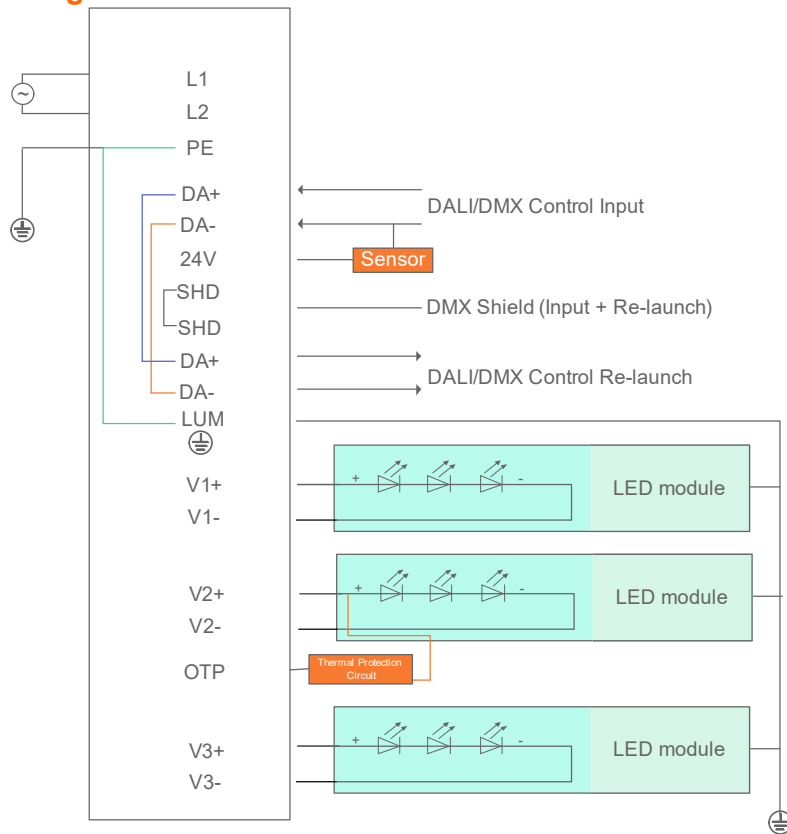 L1
L2
PE
DA+
DALI/DMX Control Input
DA-
24V
Sensor
SHD
DMX Shield (Input + Re-launch)
SHD
DA+
DALI/DMX Control Re-launch
DA-
LUM
V1+
+
-
LED module
V1-
V2+
+
-
LED module
V2-
OTP
Thermal Protection
Circuit
V3+
+
-
LED module
V3-